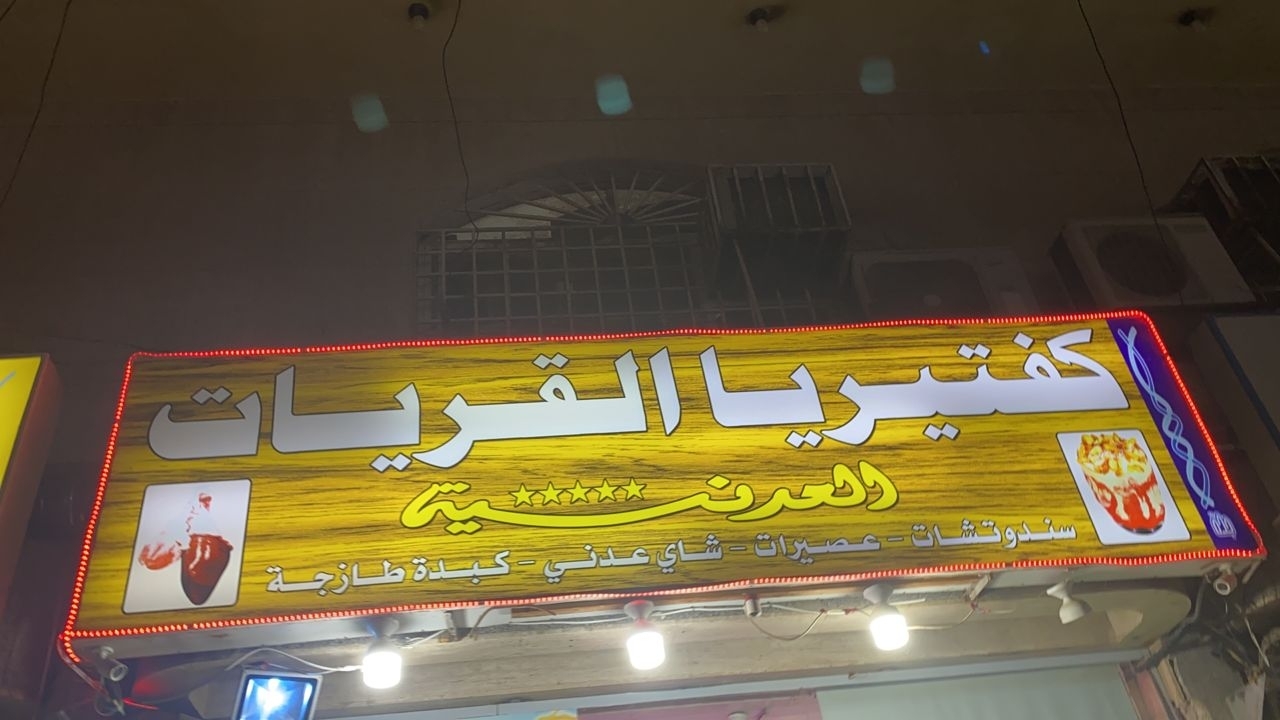 كفتيريا القريات
العدنية
سندوتشات - عصيرات - شاي عدني - كبدة طازجة